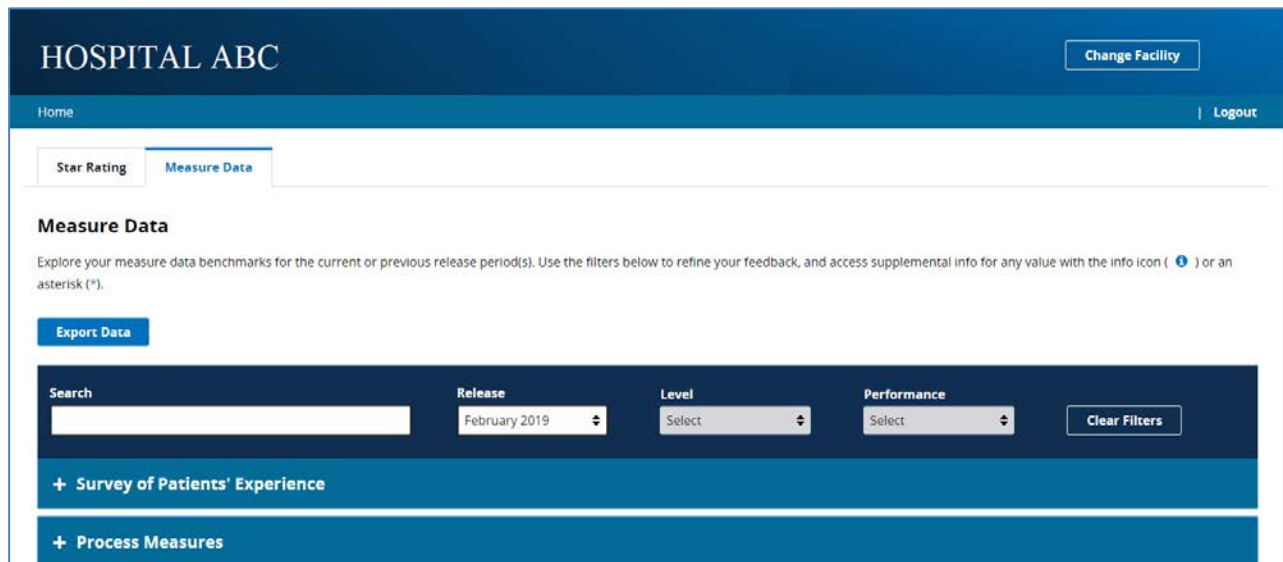 HOSPITAL ABC
Change Facility
Home
| Logout
Star Rating
Measure Data
Measure Data
Explore your measure data benchmarks for the current or previous release period(s). Use the filters below to refine your feedback, and access supplemental info for any value with the info icon ( i ) or an
asterisk (*).
Export Data
Search
Release
Level
Performance
February 2019
Select
Select
Clear Filters
+ Survey of Patients' Experience
+ Process Measures